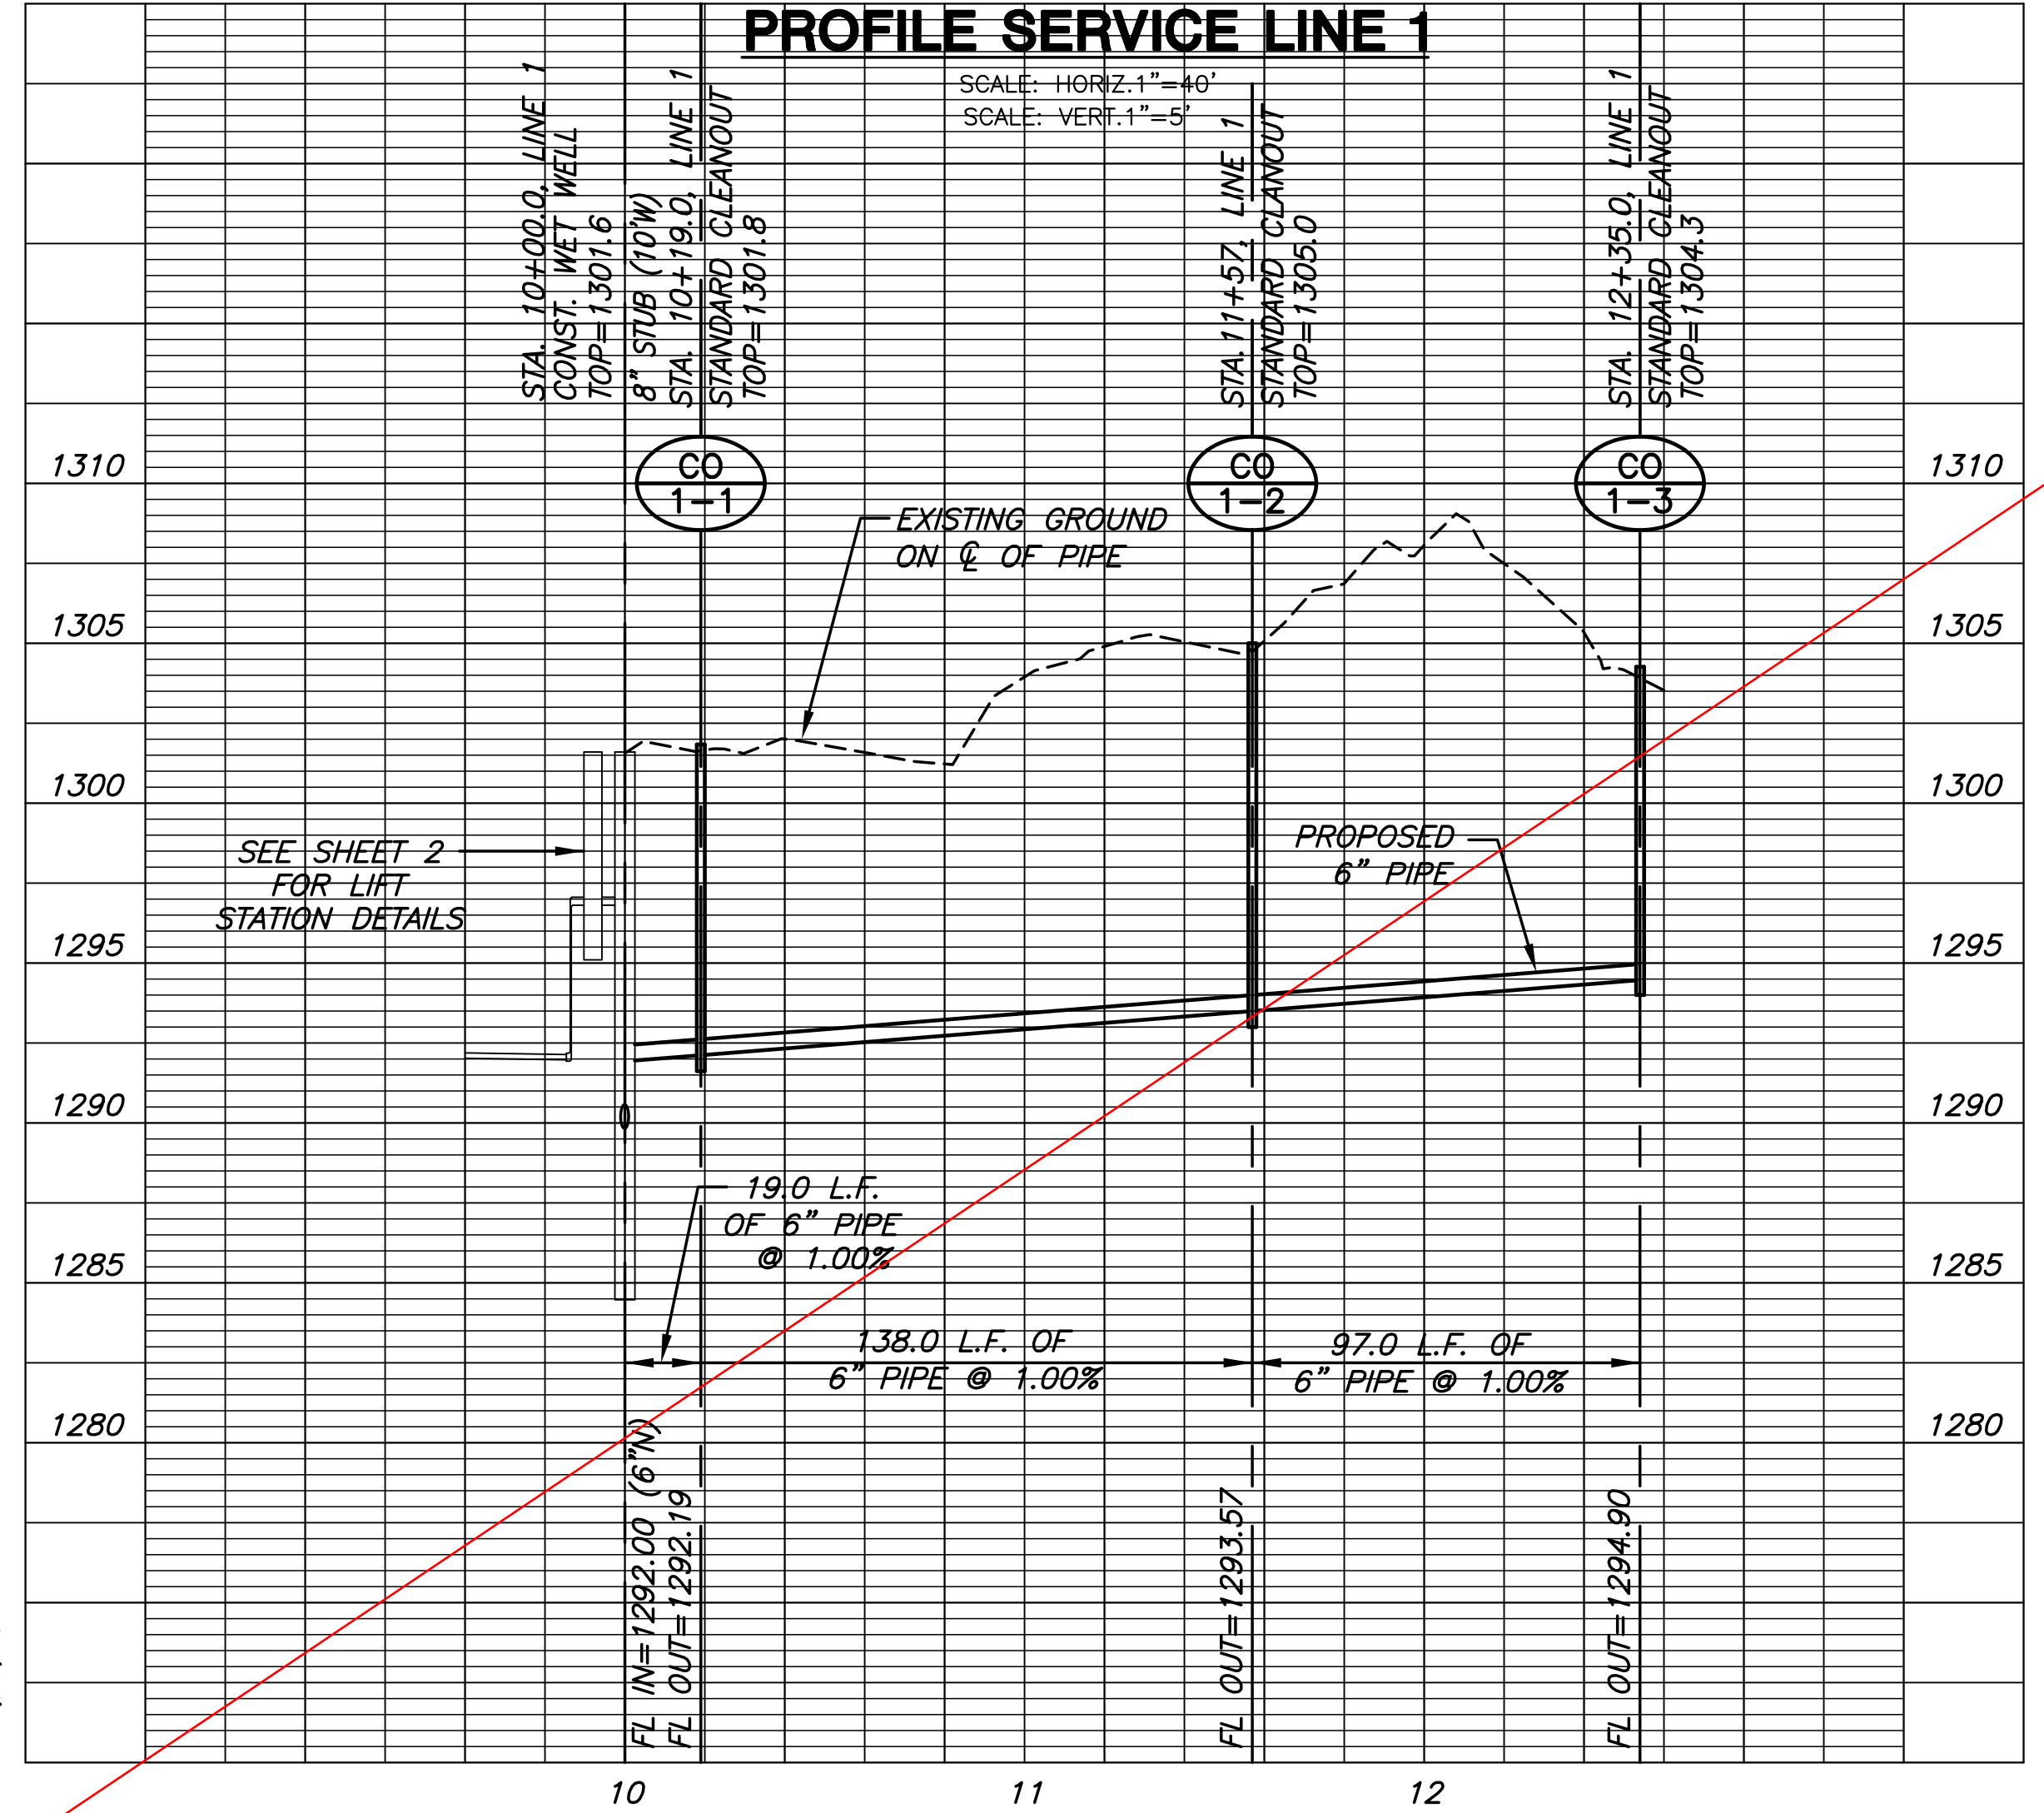 PROFILE SERVICE LINE 1
SCALE: HORIZ.1"=40'
SCALE: VERT.1"=5'
STA. 10+00.0, LINE 1
CONST. WET WELL
TOP=1301.6
8" STUB (10'W)
STA. 10+19.0, LINE 1
STANDARD CLEANOUT
TOP=1301.8
STA.11+57, LINE 1
STANDARD CLANOUT
TOP=1305.0
STA. 12+35.0, LINE 1
STANDARD CLEANOUT
TOP=1304.3
CO
1-1
CO
1-2
CO
1-3
1310
1310
EXISTING GROUND
ON ℄ OF PIPE
1305
1305
1300
1300
SEE SHEET 2
FOR LIFT
STATION DETAILS
PROPOSED
6" PIPE
1295
1295
1290
1290
19.0 L.F.
OF 6" PIPE
@ 1.00%
1285
1285
138.0 L.F. OF
6" PIPE @ 1.00%
97.0 L.F. OF
6" PIPE @ 1.00%
1280
1280
FL IN=1292.00 (6"N)
FL OUT=1292.19
FL OUT=1293.57
FL OUT=1294.90
10
11
12